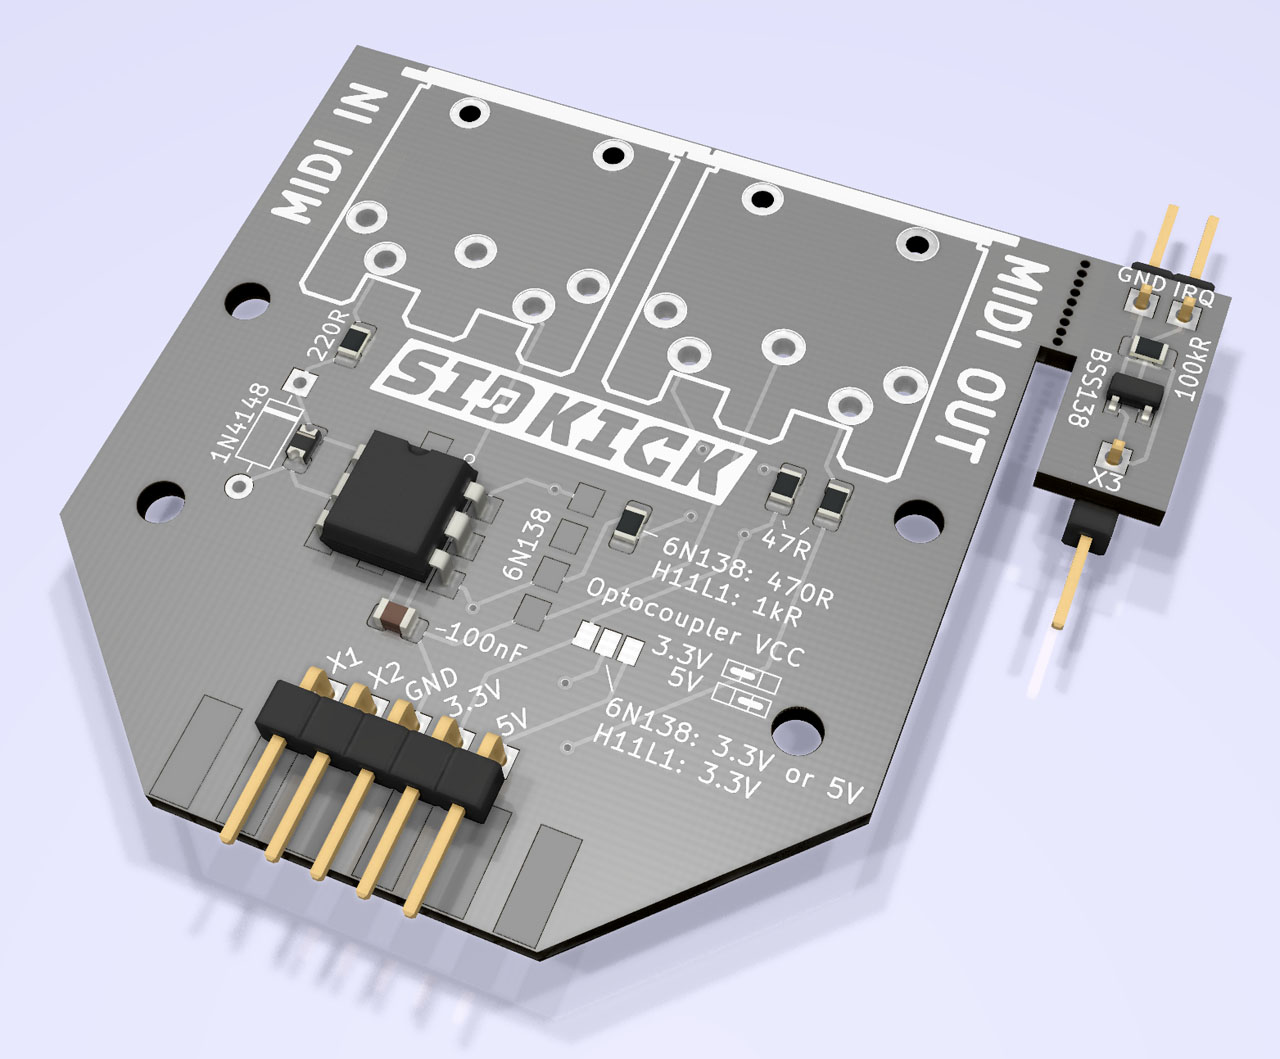 MIDI IN
MIDI OUT
GND IRQ
100kR
BSS138
X3
220R
1N4148
SIDKICK
6N138
47R
6N138: 470R
H11L1: 1kR
Optocoupler VCC
3.3V
5V
100nF
X1
X2
GND
3.3V
5V
6N138: 3.3V or 5V
H11L1: 3.3V